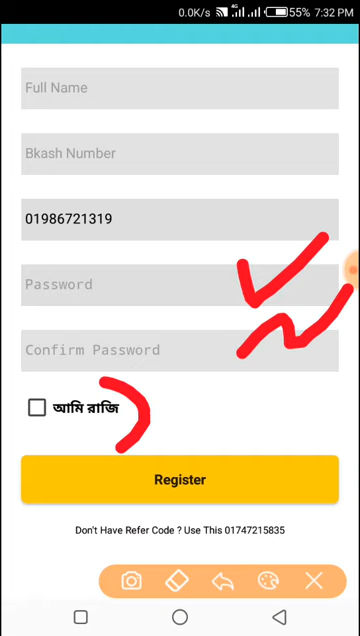 0.0K/s 4G 55% 7:32 PM
Full Name
Bkash Number
01986721319
Password
Confirm Password
আমি রাজি
Register
Don't Have Refer Code ? Use This 01747215835